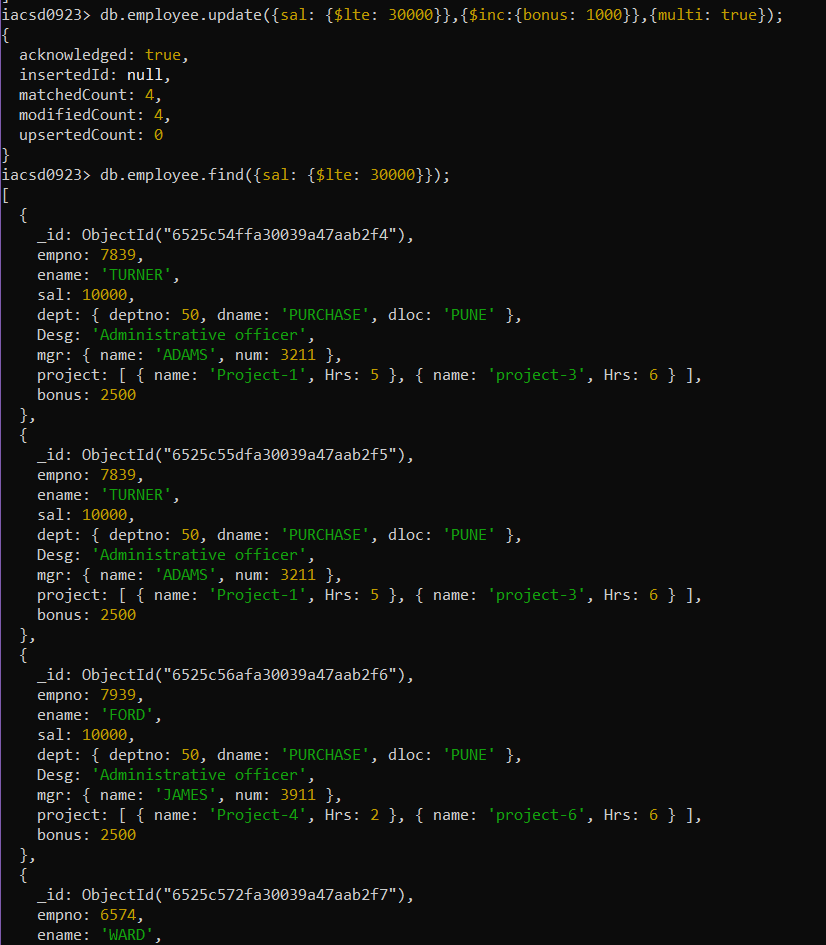 iacsd0923> db.employee.update({sal: {$lte: 30000}},{$inc:{bonus: 1000}},{multi: true});
{
  acknowledged: true,
  insertedId: null,
  matchedCount: 4,
  modifiedCount: 4,
  upsertedCount: 0
}
iacsd0923> db.employee.find({sal: {$lte: 30000}});
[
  {
    _id: ObjectId("6525c54ffa30039a47aab2f4"),
    empno: 7839,
    ename: 'TURNER',
    sal: 10000,
    dept: { deptno: 50, dname: 'PURCHASE', dloc: 'PUNE' },
    Desg: 'Administrative officer',
    mgr: { name: 'ADAMS', num: 3211 },
    project: [ { name: 'Project-1', Hrs: 5 }, { name: 'project-3', Hrs: 6 } ],
    bonus: 2500
  },
  {
    _id: ObjectId("6525c55dfa30039a47aab2f5"),
    empno: 7839,
    ename: 'TURNER',
    sal: 10000,
    dept: { deptno: 50, dname: 'PURCHASE', dloc: 'PUNE' },
    Desg: 'Administrative officer',
    mgr: { name: 'ADAMS', num: 3211 },
    project: [ { name: 'Project-1', Hrs: 5 }, { name: 'project-3', Hrs: 6 } ],
    bonus: 2500
  },
  {
    _id: ObjectId("6525c56afa30039a47aab2f6"),
    empno: 7939,
    ename: 'FORD',
    sal: 10000,
    dept: { deptno: 50, dname: 'PURCHASE', dloc: 'PUNE' },
    Desg: 'Administrative officer',
    mgr: { name: 'JAMES', num: 3911 },
    project: [ { name: 'Project-4', Hrs: 2 }, { name: 'project-6', Hrs: 6 } ],
    bonus: 2500
  },
  {
    _id: ObjectId("6525c572fa30039a47aab2f7"),
    empno: 6574,
    ename: 'WARD',